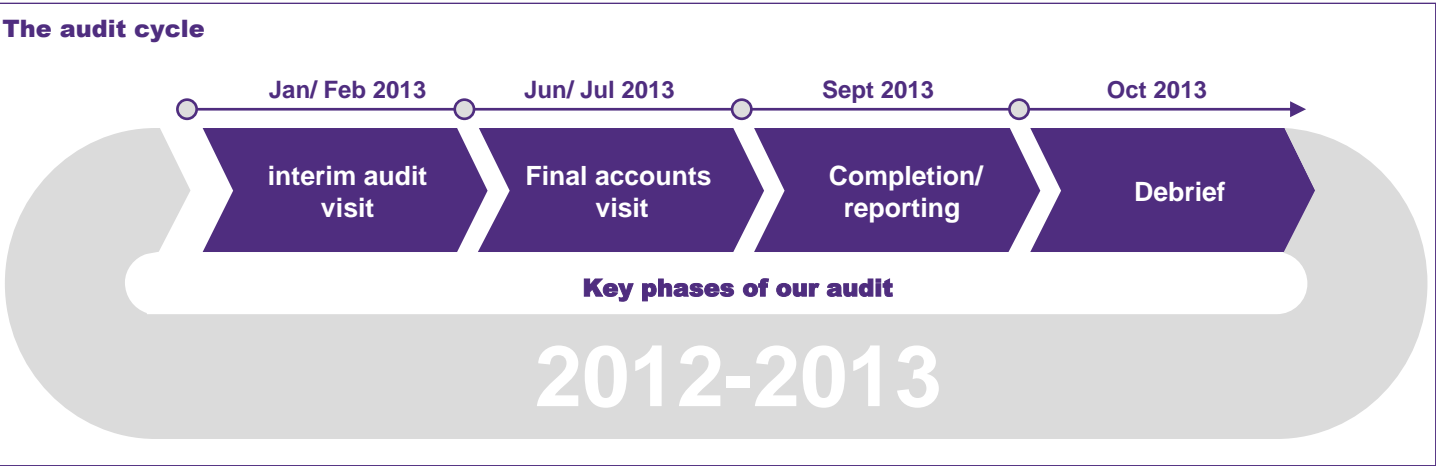 The audit cycle
Jan/ Feb 2013
Jun/ Jul 2013
Sept 2013
Oct 2013
interim audit
visit
Final accounts
visit
Completion/
reporting
Debrief
Key phases of our audit
2012-2013